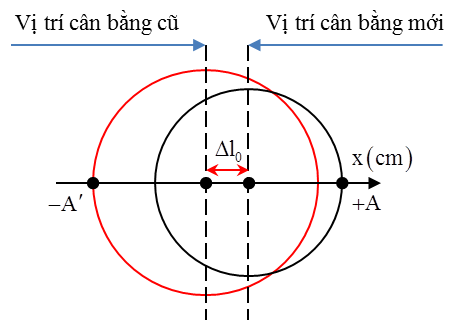 Vị trí cân bằng cũ
Vị trí cân bằng mới
Δl₀
x(cm)
−A′
+A